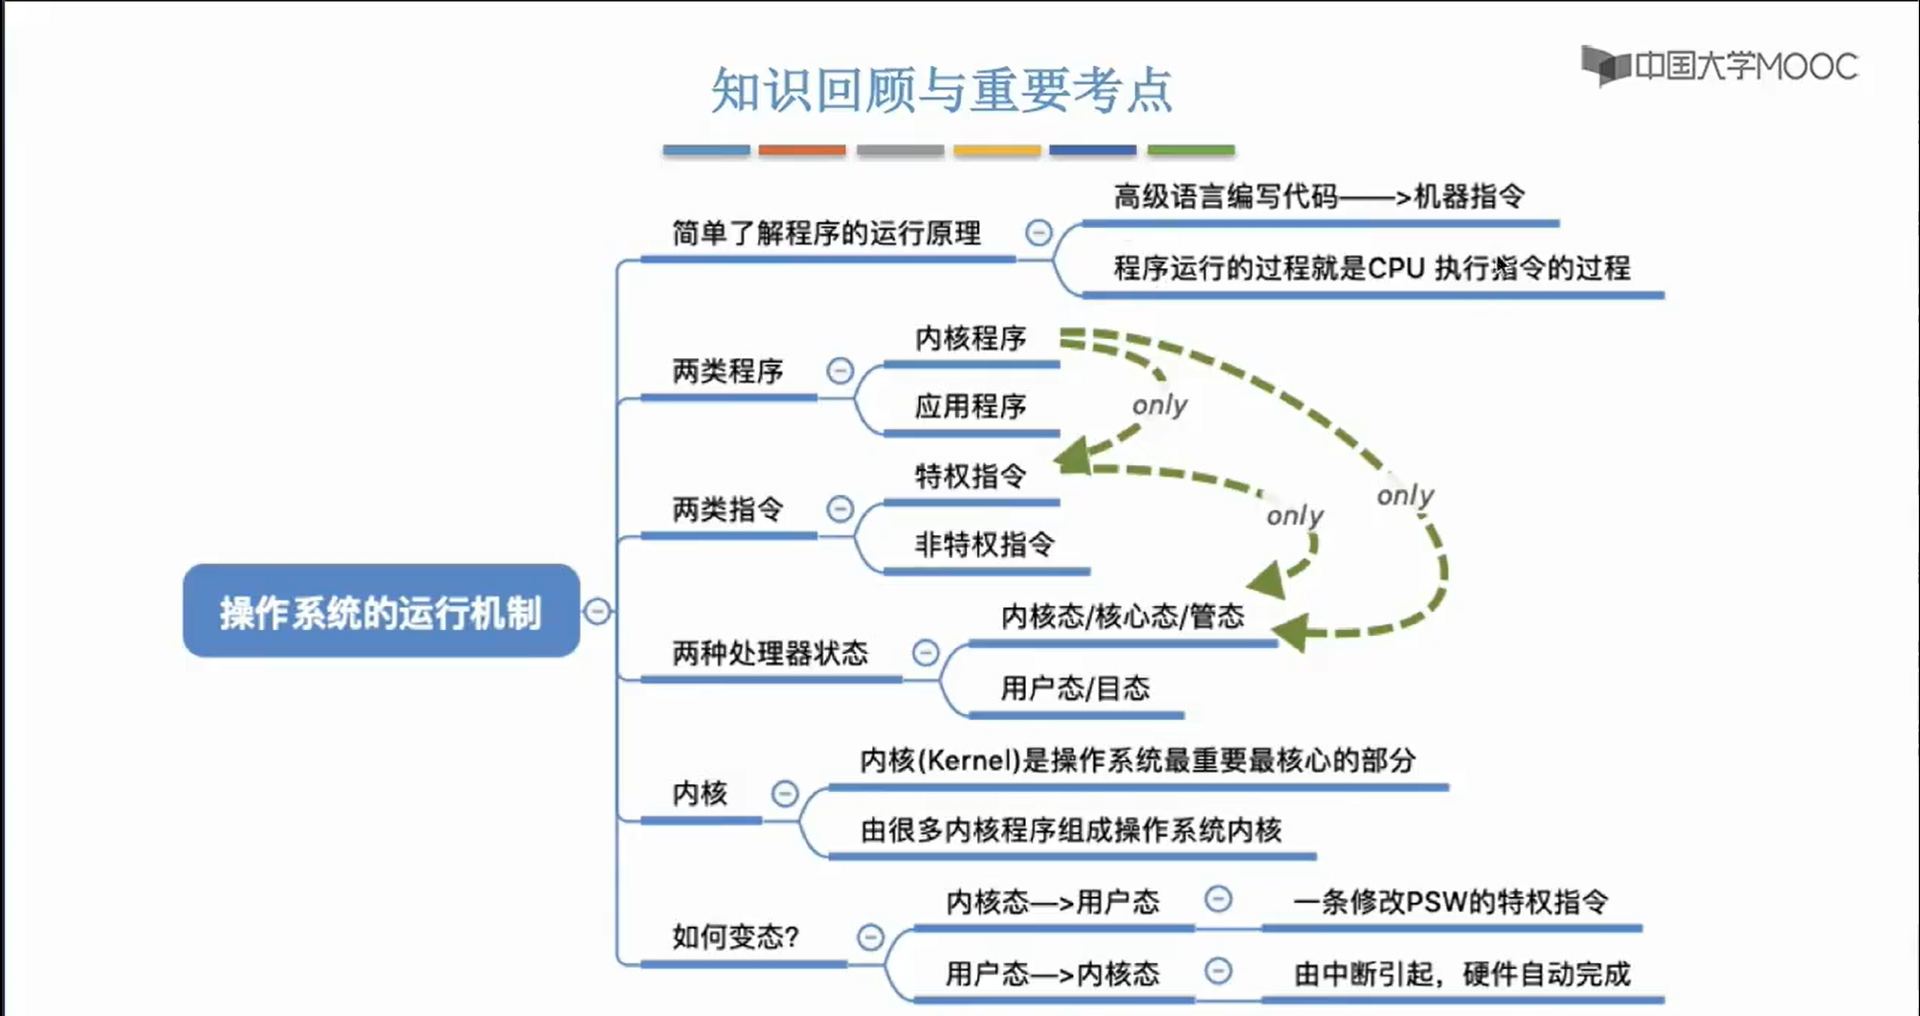 中国大学MOOC
知识回顾与重要考点
操作系统的运行机制
简单了解程序的运行原理
高级语言编写代码——>机器指令
程序运行的过程就是CPU 执行指令的过程
两类程序
内核程序
应用程序
only
两类指令
特权指令
非特权指令
only
only
两种处理器状态
内核态/核心态/管态
用户态/目态
内核
内核(Kernel)是操作系统最重要最核心的部分
由很多内核程序组成操作系统内核
如何变态?
内核态—>用户态
一条修改PSW的特权指令
用户态—>内核态
由中断引起，硬件自动完成